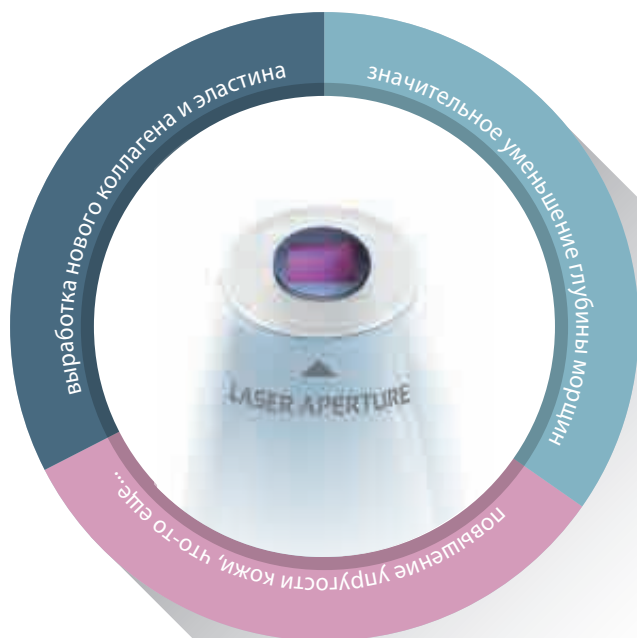 выработка нового коллагена и эластина
значительное уменьшение глубины морщин
повышение упругости кожи, что-то еще...
LASER APERTURE